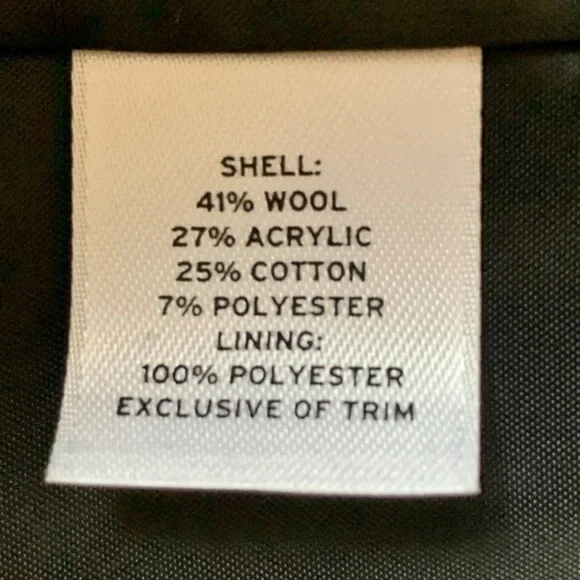 SHELL:
41% WOOL
27% ACRYLIC
25% COTTON
7% POLYESTER
LINING:
100% POLYESTER
EXCLUSIVE OF TRIM